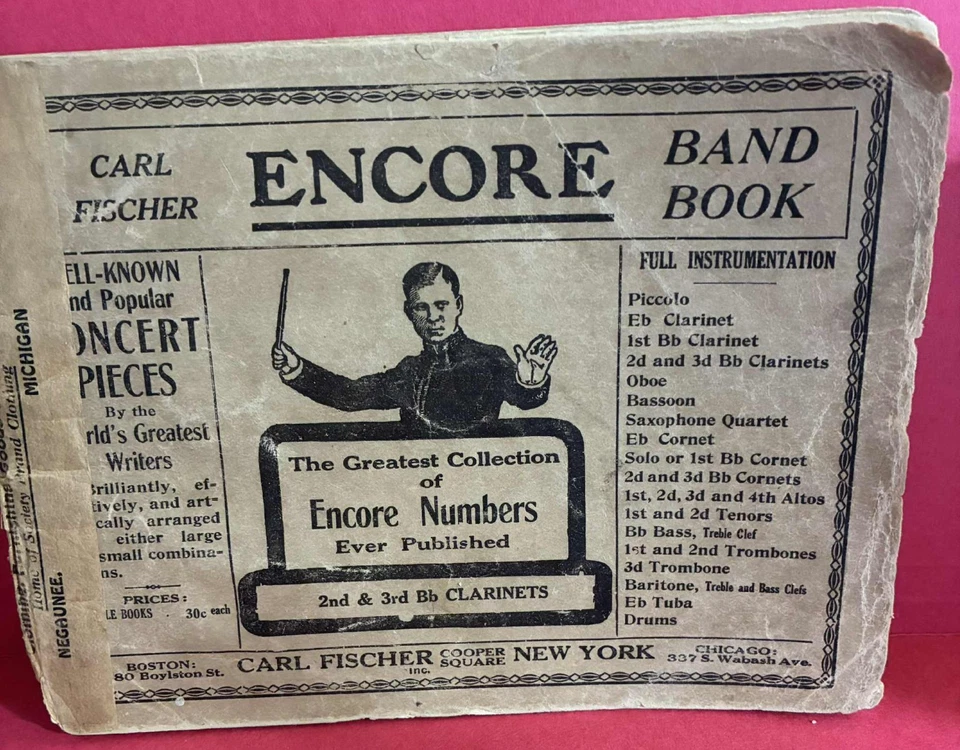 CARL
FISCHER
ENCORE
BAND
BOOK
ELL-KNOWN
nd Popular
ONCERT
PIECES
By the
rld's Greatest
Writers
Brilliantly, ef-
tively, and art-
cally arranged
either large
small combina-
ns.
PRICES:
LE BOOKS . 30c each
The Greatest Collection
of
Encore Numbers
Ever Published
2nd & 3rd Bb CLARINETS
FULL INSTRUMENTATION
Piccolo
Eb Clarinet
1st Bb Clarinet
2d and 3d Bb Clarinets
Oboe
Bassoon
Saxophone Quartet
Eb Cornet
Solo or 1st Bb Cornet
2d and 3d Bb Cornets
1st, 2d, 3d and 4th Altos
1st and 2d Tenors
Bb Bass, Treble Clef
1st and 2nd Trombones
3d Trombone
Baritone, Treble and Bass Clefs
Eb Tuba
Drums
BOSTON:
80 Boylston St.
CARL FISCHER INC. COOPER SQUARE NEW YORK
CHICAGO:
337 S. Wabash Ave.
Home of Society Brand Clothing
NEGAUNEE. MICHIGAN